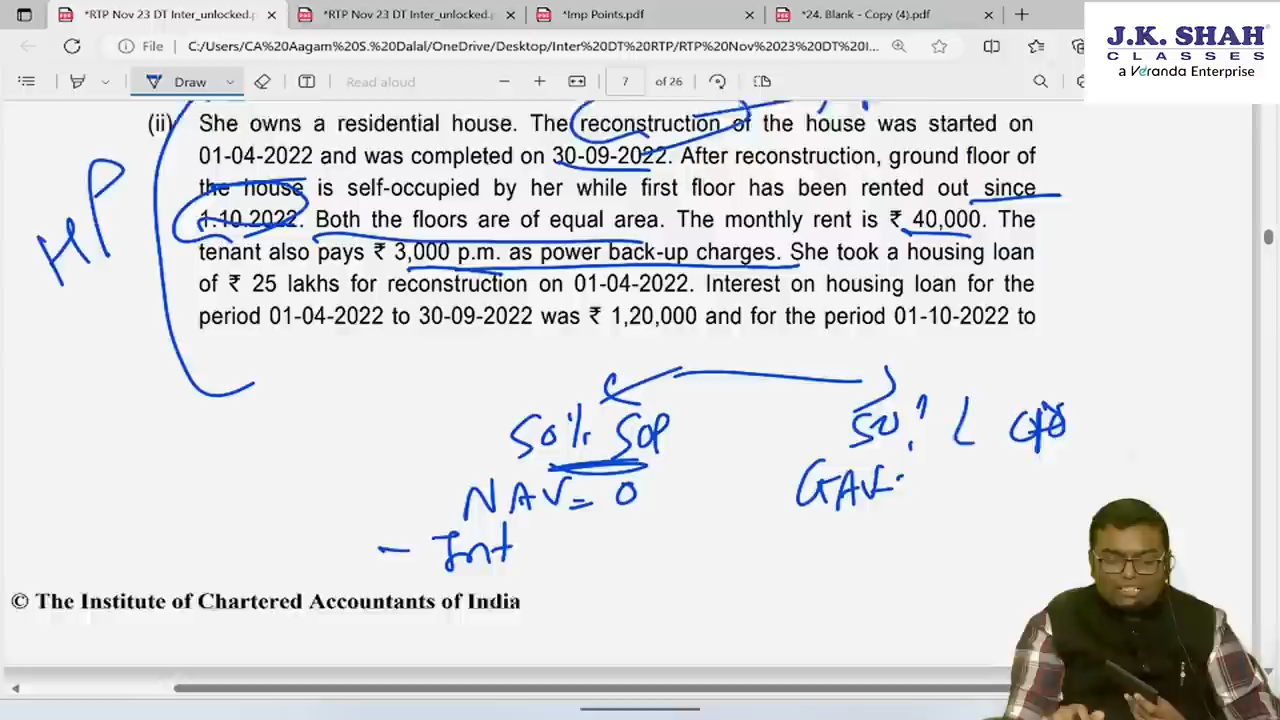 *RTP Nov 23 DT Inter_unlocked.p
*RTP Nov 23 DT Inter_unlocked.p
*Imp Points.pdf
*24. Blank - Copy (4).pdf
File
C:/Users/CA%20Aagam%20S.%20Dalal/OneDrive/Desktop/Inter%20DT%20RTP/RTP%20Nov%202023%20DT%20I...
J.K. SHAH
CLASSES
a Veranda Enterprise
Draw
Read aloud
7
of 26
(ii) She owns a residential house. The reconstruction of the house was started on
01-04-2022 and was completed on 30-09-2022. After reconstruction, ground floor of
the house is self-occupied by her while first floor has been rented out since
1.10.2022. Both the floors are of equal area. The monthly rent is ₹ 40,000. The
tenant also pays ₹ 3,000 p.m. as power back-up charges. She took a housing loan
of ₹ 25 lakhs for reconstruction on 01-04-2022. Interest on housing loan for the
period 01-04-2022 to 30-09-2022 was ₹ 1,20,000 and for the period 01-10-2022 to
HP
50% SOP
NAV = 0
- Int
GAV
© The Institute of Chartered Accountants of India